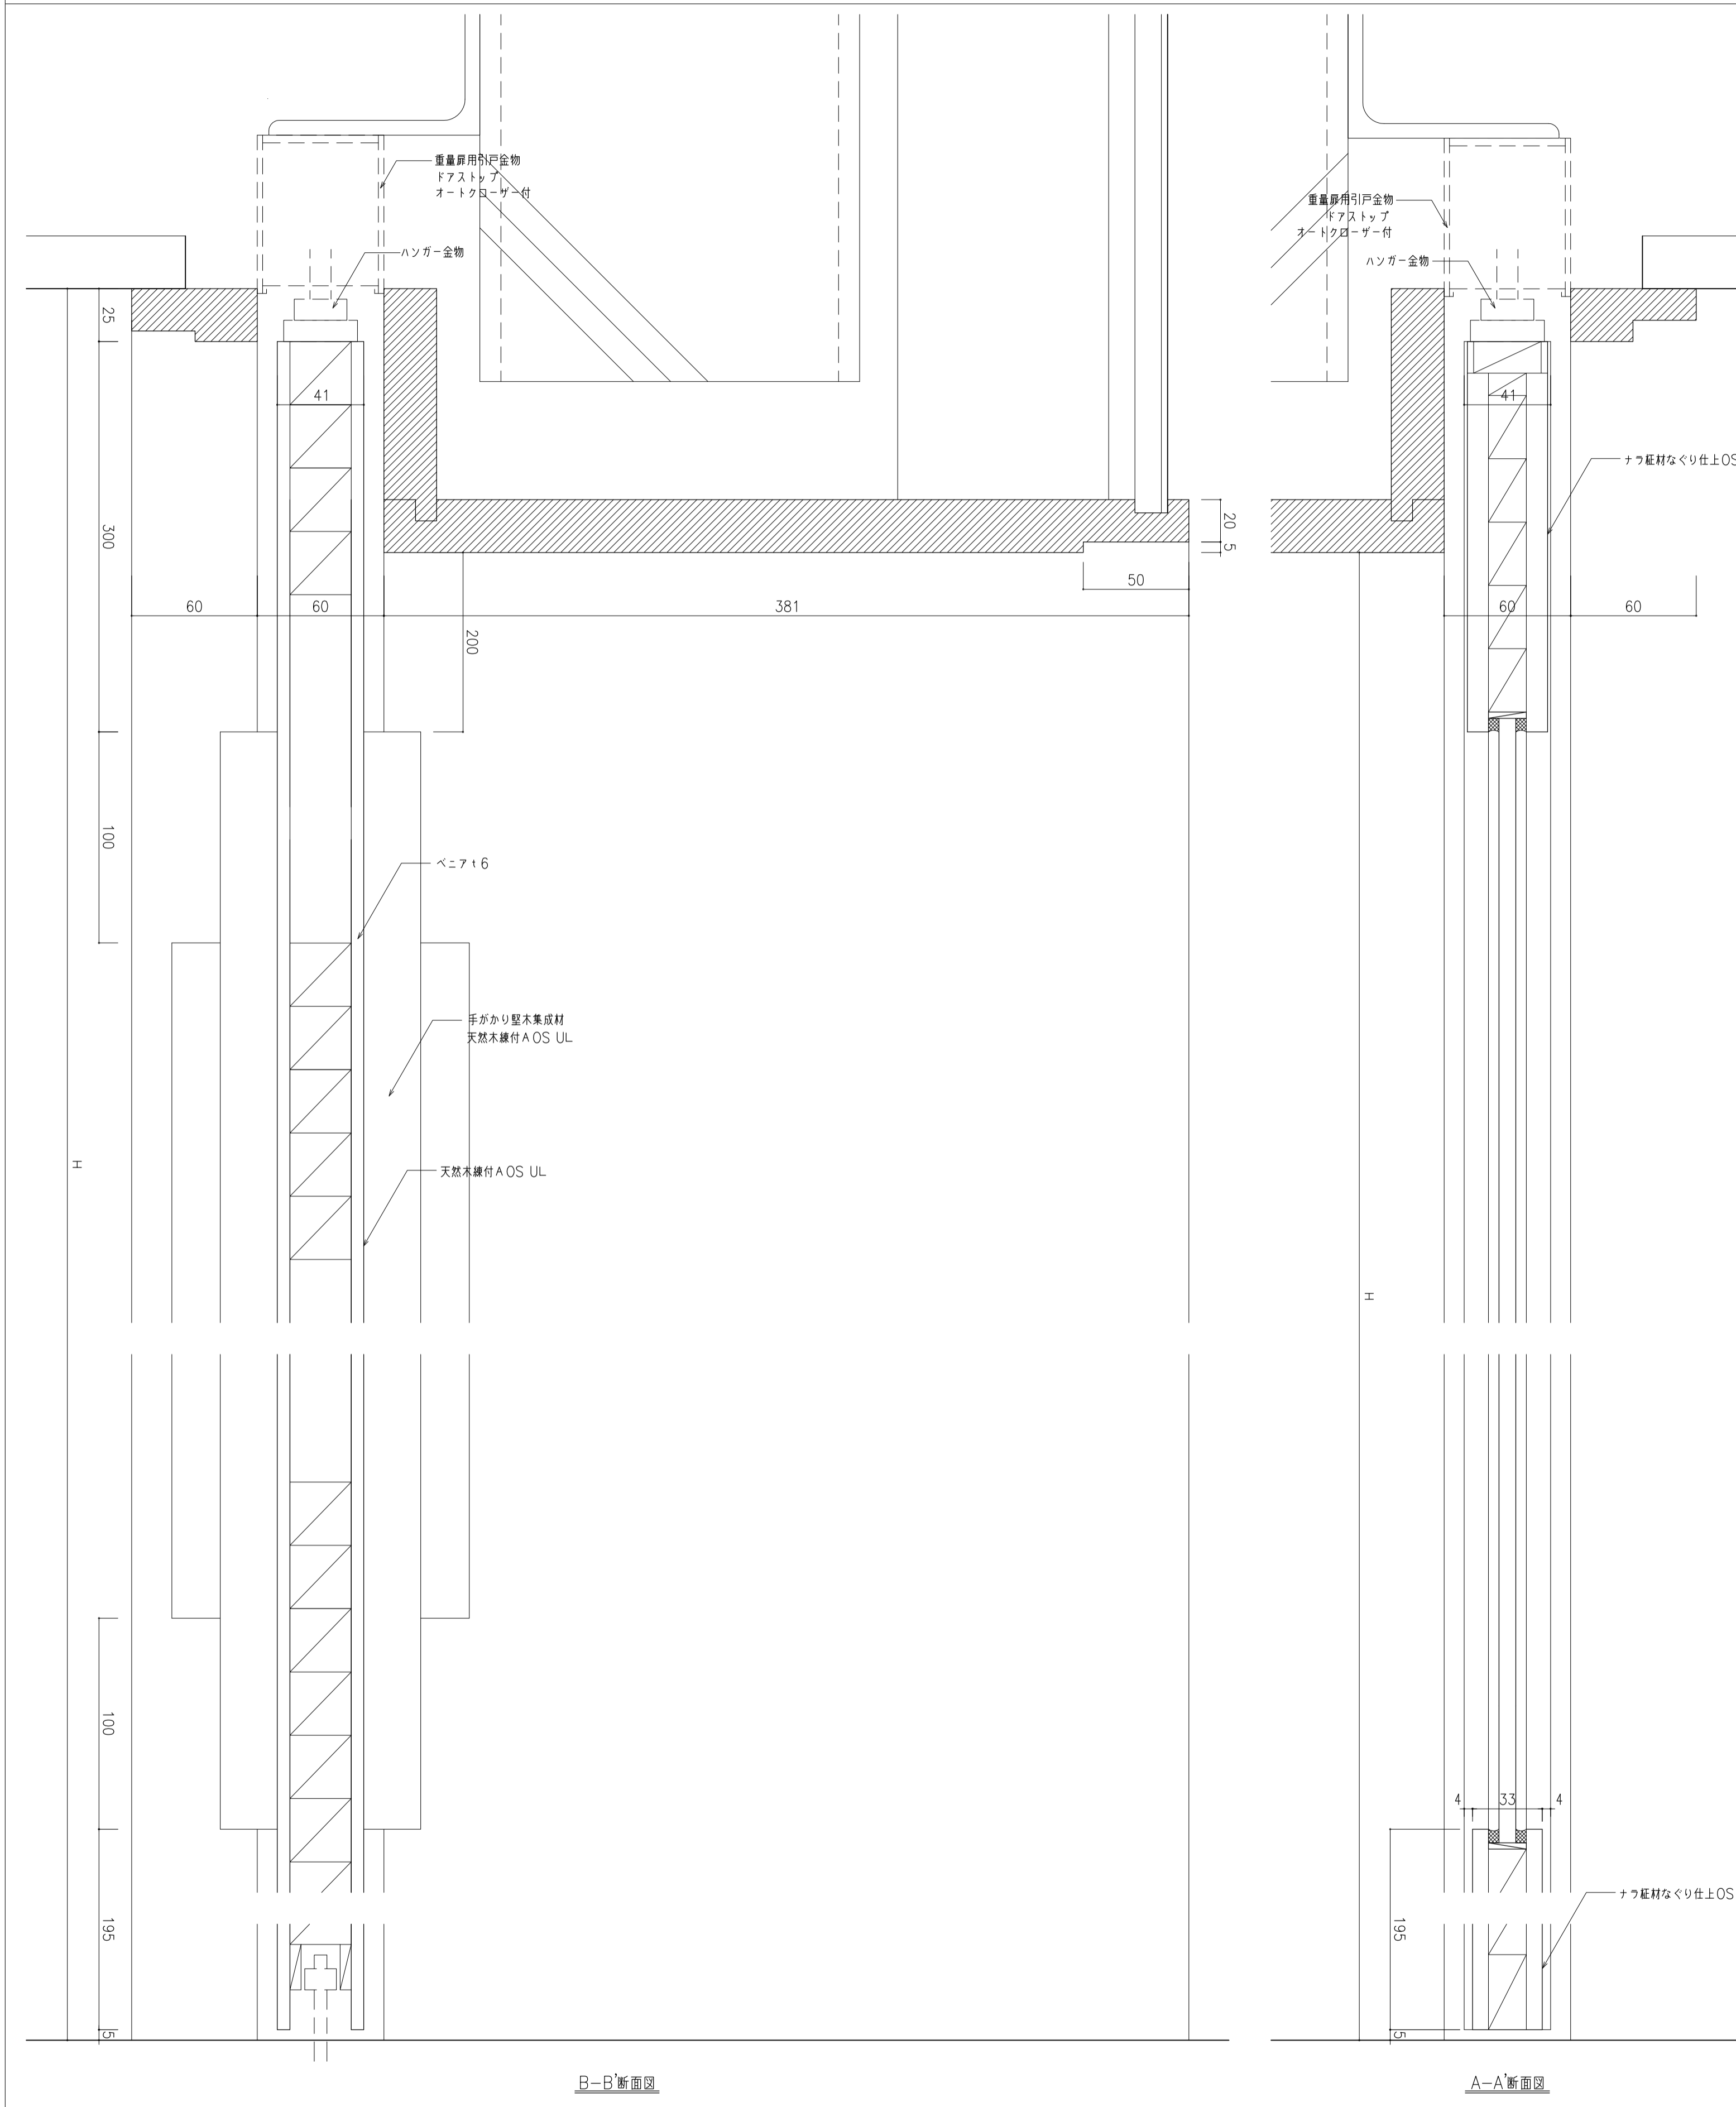 重量扉用引戸金物
ドアストップ
オートクローザー付
ハンガー金物
25
41
300
20
5
50
60
60
381
200
100
ベニアt6
手がかり堅木集成材
天然木練付AOS UL
天然木練付AOS UL
H
100
195
5
B-B'断面図
重量扉用引戸金物
ドアストップ
オートクローザー付
ハンガー金物
41
ナラ柾材なぐり仕上OS
60
60
H
4
33
4
195
ナラ柾材なぐり仕上OS
5
A-A'断面図